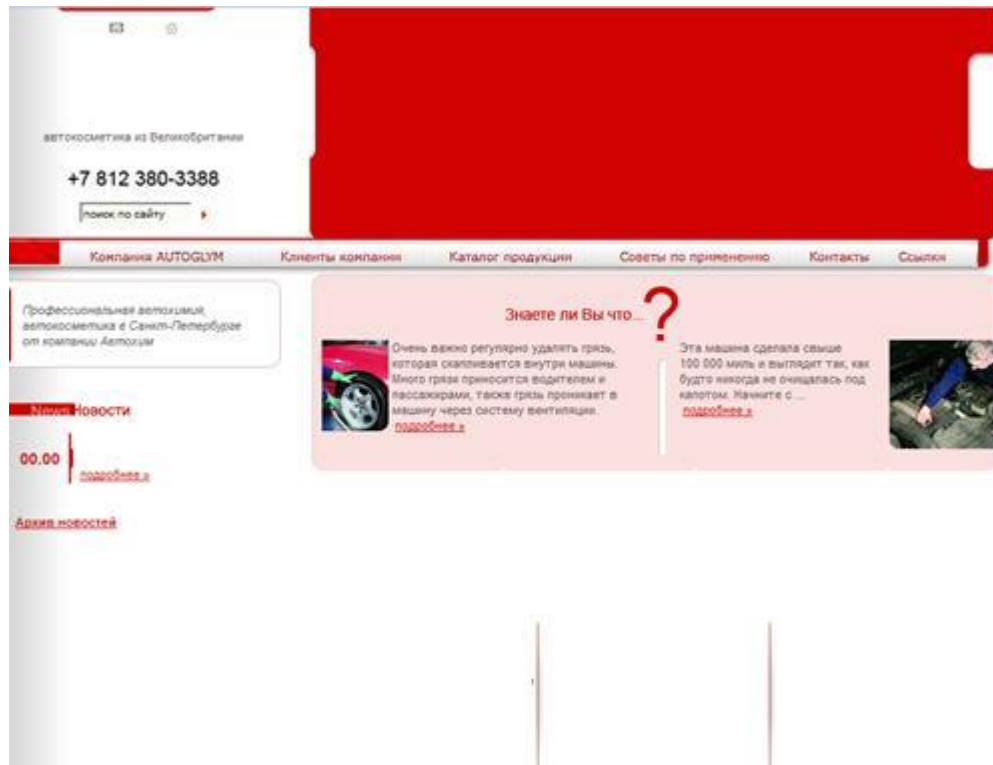 автокосметика из Великобритании
+7 812 380-3388
поиск по сайту
Компания AUTOGLYM Клиенты компании Каталог продукции Советы по применению Контакты Ссылки
Профессиональная автохимия,
автокосметика в Санкт-Петербурге
от компании Автохим
News Новости
00.00
подробнее »
Архив новостей
Знаете ли Вы что...?
Очень важно регулярно удалять грязь,
которая скапливается внутри машины.
Много грязи приносится водителем и
пассажирами, также грязь проникает в
машину через систему вентиляции.
подробнее »
Эта машина сделала свыше
100 000 миль и выглядит так, как
будто никогда не очищалась под
капотом. Начните с ...
подробнее »